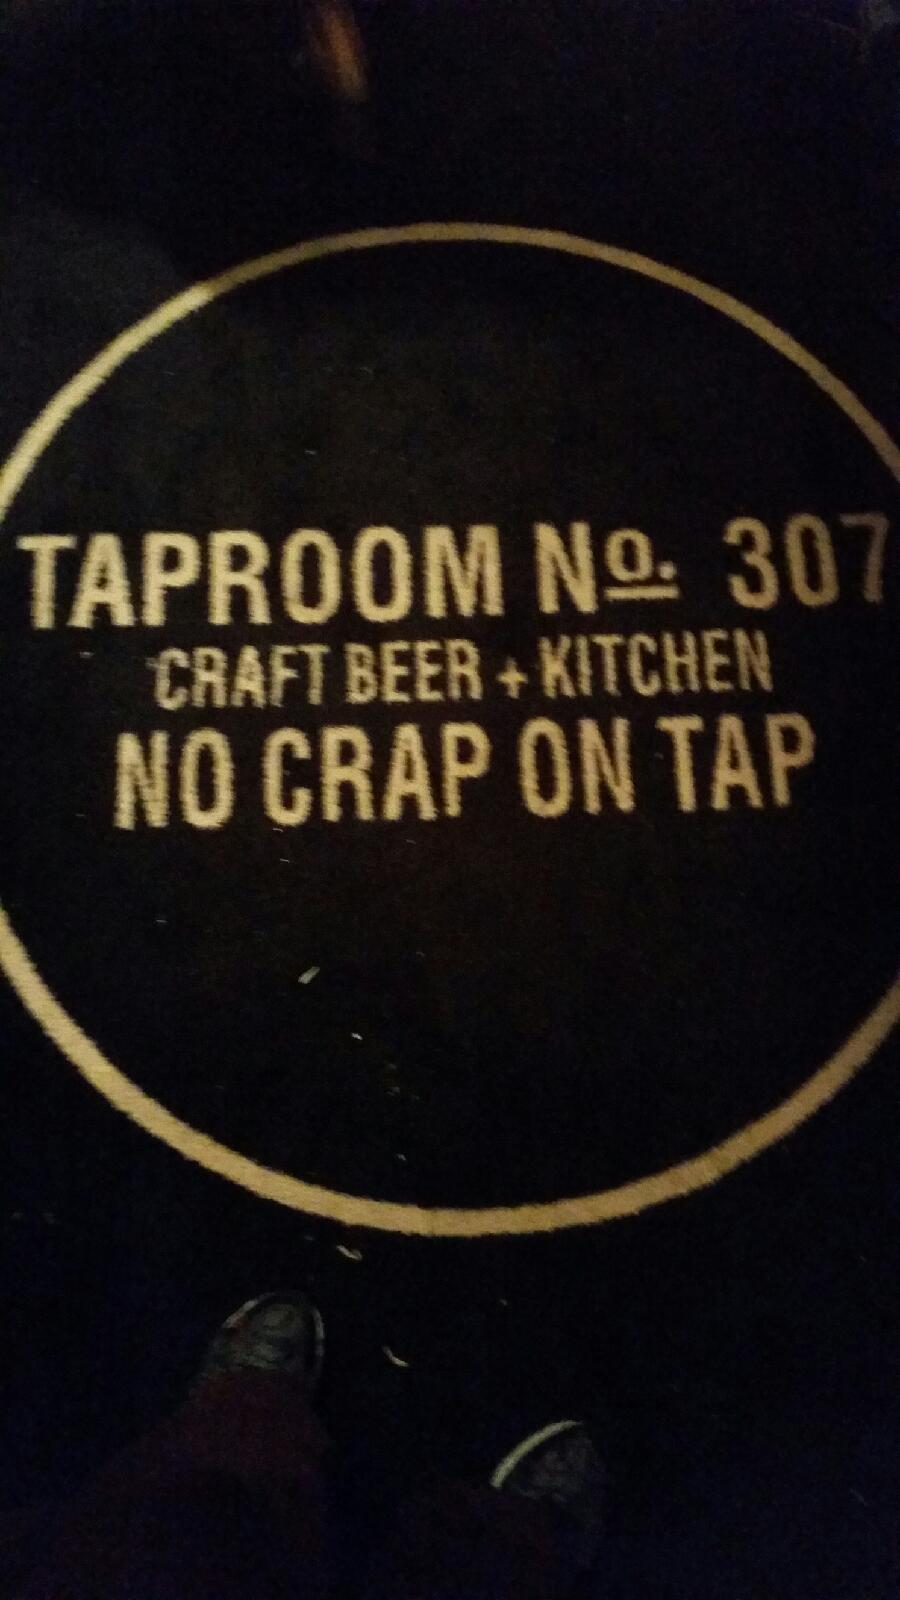 TAPROOM Nº. 307
CRAFT BEER + KITCHEN
NO CRAP ON TAP